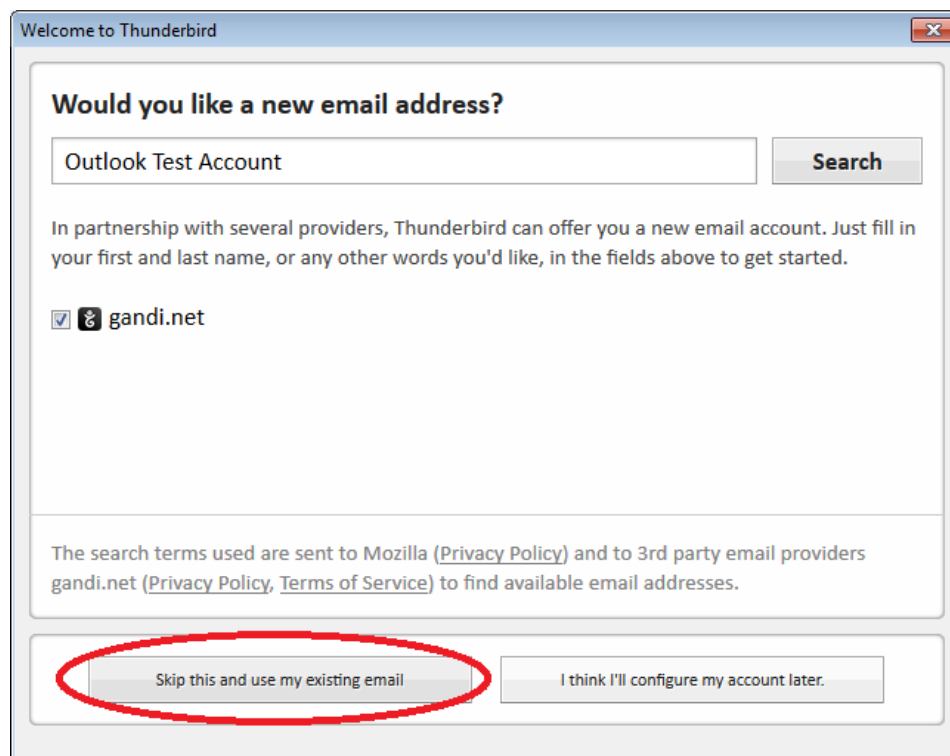 Welcome to Thunderbird
Would you like a new email address?
Outlook Test Account
Search
In partnership with several providers, Thunderbird can offer you a new email account. Just fill in
your first and last name, or any other words you'd like, in the fields above to get started.
gandi.net
The search terms used are sent to Mozilla (Privacy Policy) and to 3rd party email providers
gandi.net (Privacy Policy, Terms of Service) to find available email addresses.
Skip this and use my existing email
I think I'll configure my account later.